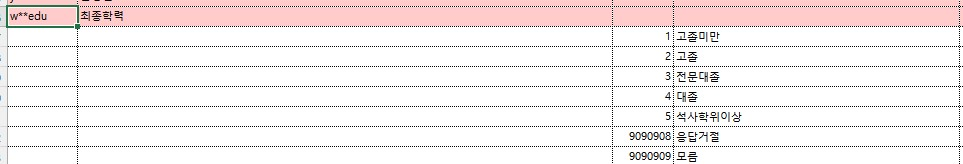 w**edu 최종학력
1 고졸미만
2 고졸
3 전문대졸
4 대졸
5 석사학위이상
9090908 응답거절
9090909 모름